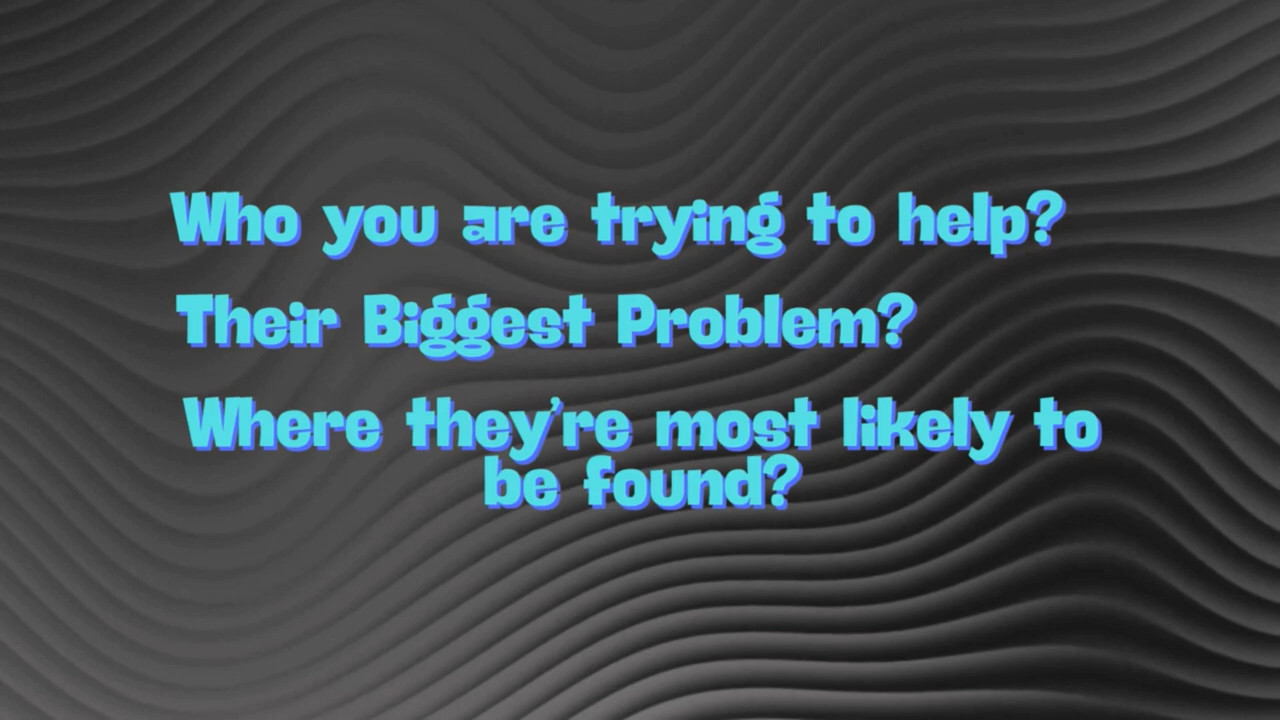 Who you are trying to help?
Their Biggest Problem?
Where they're most likely to
be found?